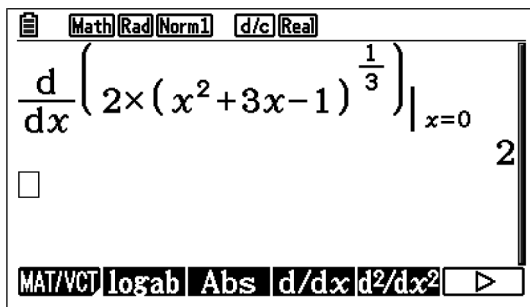 Math Rad Norm1 d/c Real
d/dx(2×(x²+3x−1)^(1/3))|x=0
2
MAT/VCT logab Abs d/dx d²/dx² ▷